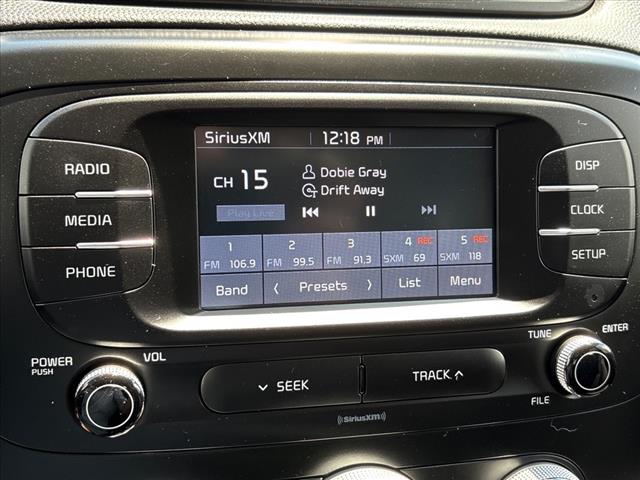 SiriusXM 12:18 PM
CH 15
Dobie Gray
Drift Away
Play Live
1 2 3 4 REC 5 REC
FM 106.9 FM 99.5 FM 91.3 SXM 69 SXM 118
Band 〈 Presets 〉 List Menu
RADIO
MEDIA
PHONE
DISP
CLOCK
SETUP
POWER
PUSH
VOL
SEEK
TRACK
TUNE
ENTER
FILE
SiriusXM